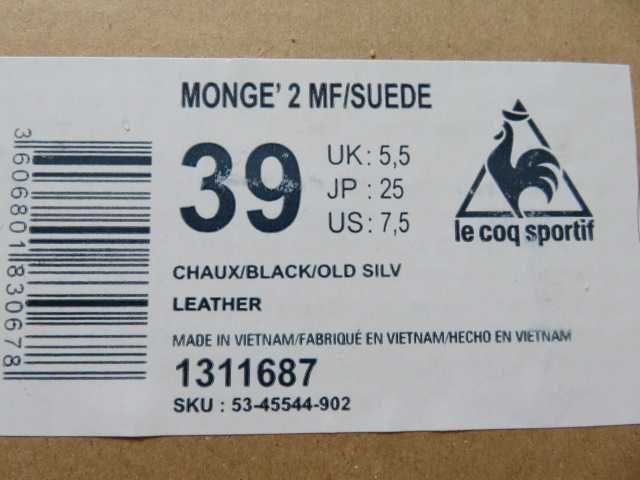 MONGE' 2 MF/SUEDE
39
UK: 5,5
JP : 25
US: 7,5
le coq sportif
CHAUX/BLACK/OLD SILV
LEATHER
MADE IN VIETNAM/FABRIQUÉ EN VIETNAM/HECHO EN VIETNAM
1311687
SKU : 53-45544-902
3606801830678